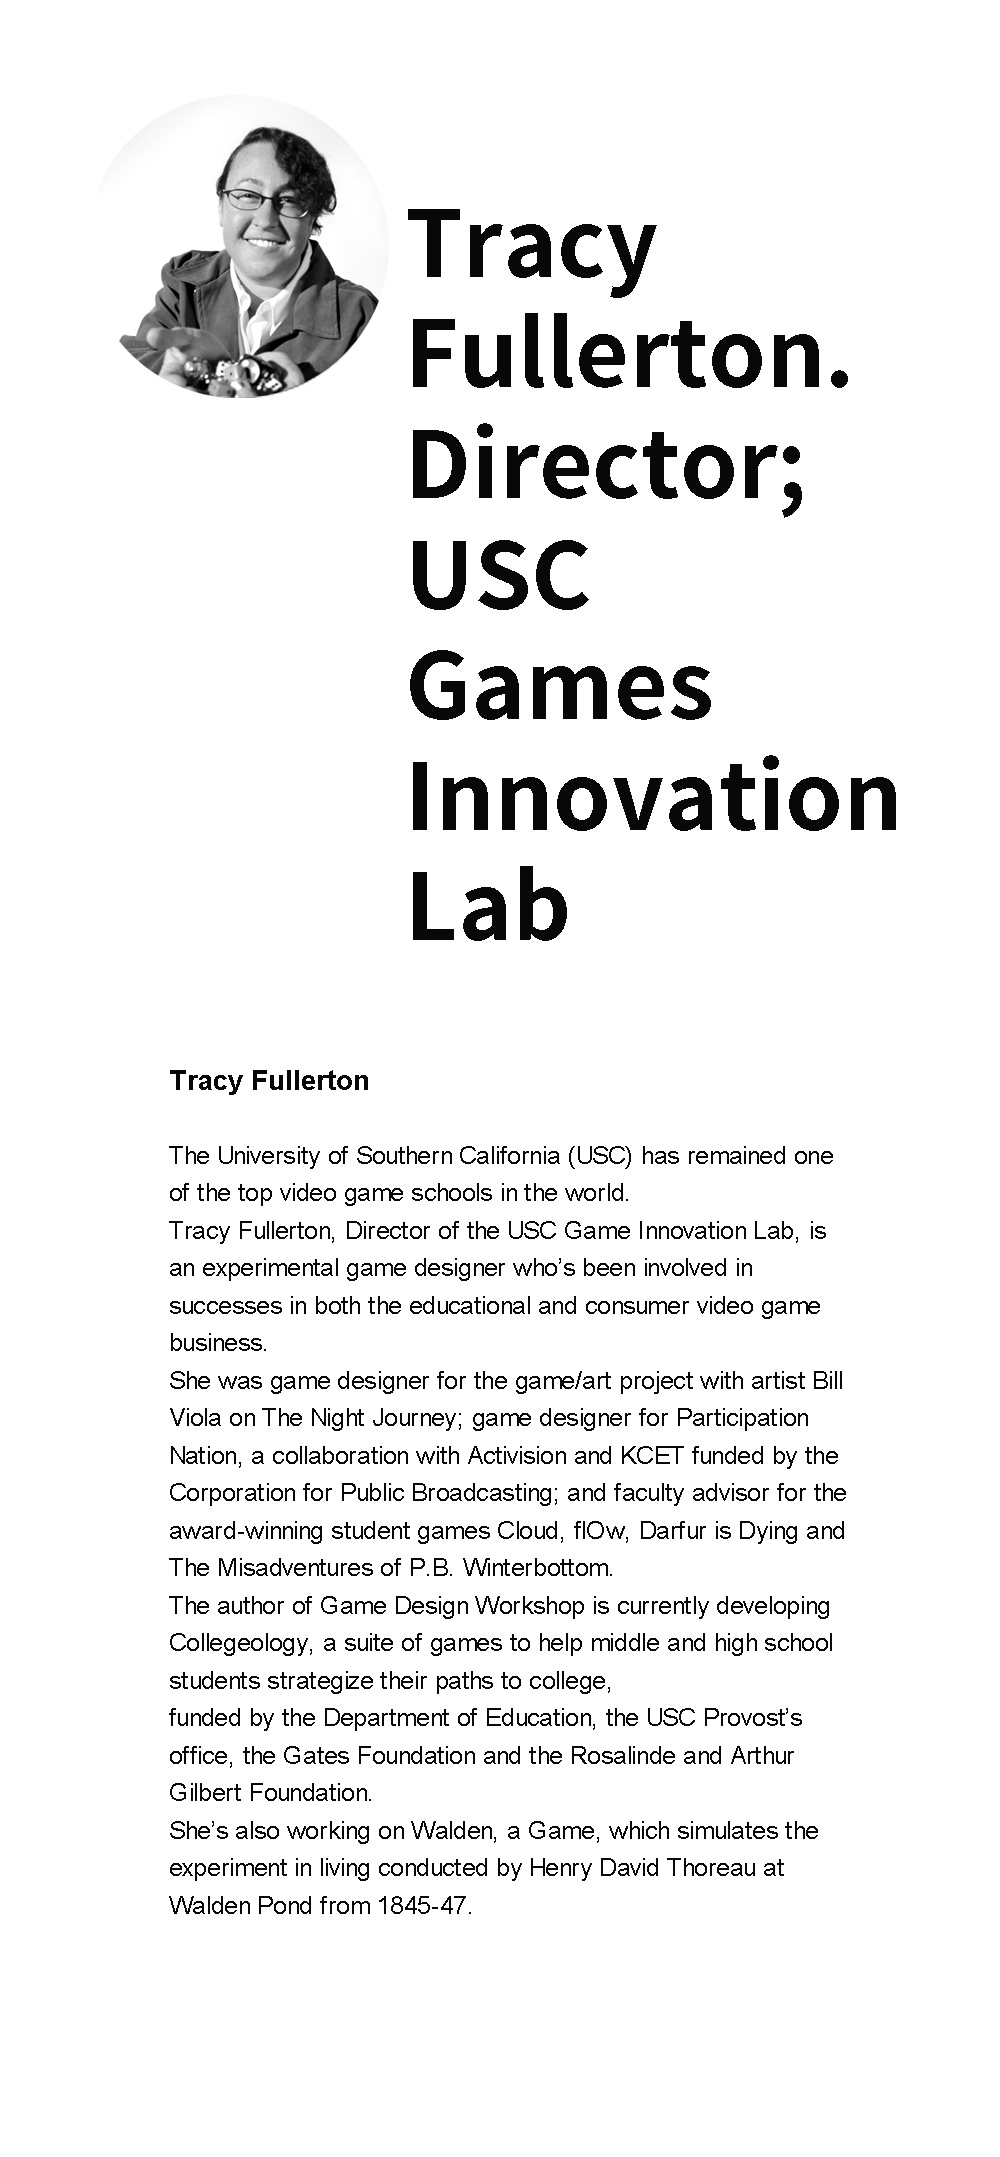 Tracy
Fullerton.
Director;
USC
Games
Innovation
Lab
Tracy Fullerton
The University of Southern California (USC) has remained one
of the top video game schools in the world.
Tracy Fullerton, Director of the USC Game Innovation Lab, is
an experimental game designer who’s been involved in
successes in both the educational and consumer video game
business.
She was game designer for the game/art project with artist Bill
Viola on The Night Journey; game designer for Participation
Nation, a collaboration with Activision and KCET funded by the
Corporation for Public Broadcasting; and faculty advisor for the
award-winning student games Cloud, flOw, Darfur is Dying and
The Misadventures of P.B. Winterbottom.
The author of Game Design Workshop is currently developing
Collegeology, a suite of games to help middle and high school
students strategize their paths to college,
funded by the Department of Education, the USC Provost’s
office, the Gates Foundation and the Rosalinde and Arthur
Gilbert Foundation.
She’s also working on Walden, a Game, which simulates the
experiment in living conducted by Henry David Thoreau at
Walden Pond from 1845-47.